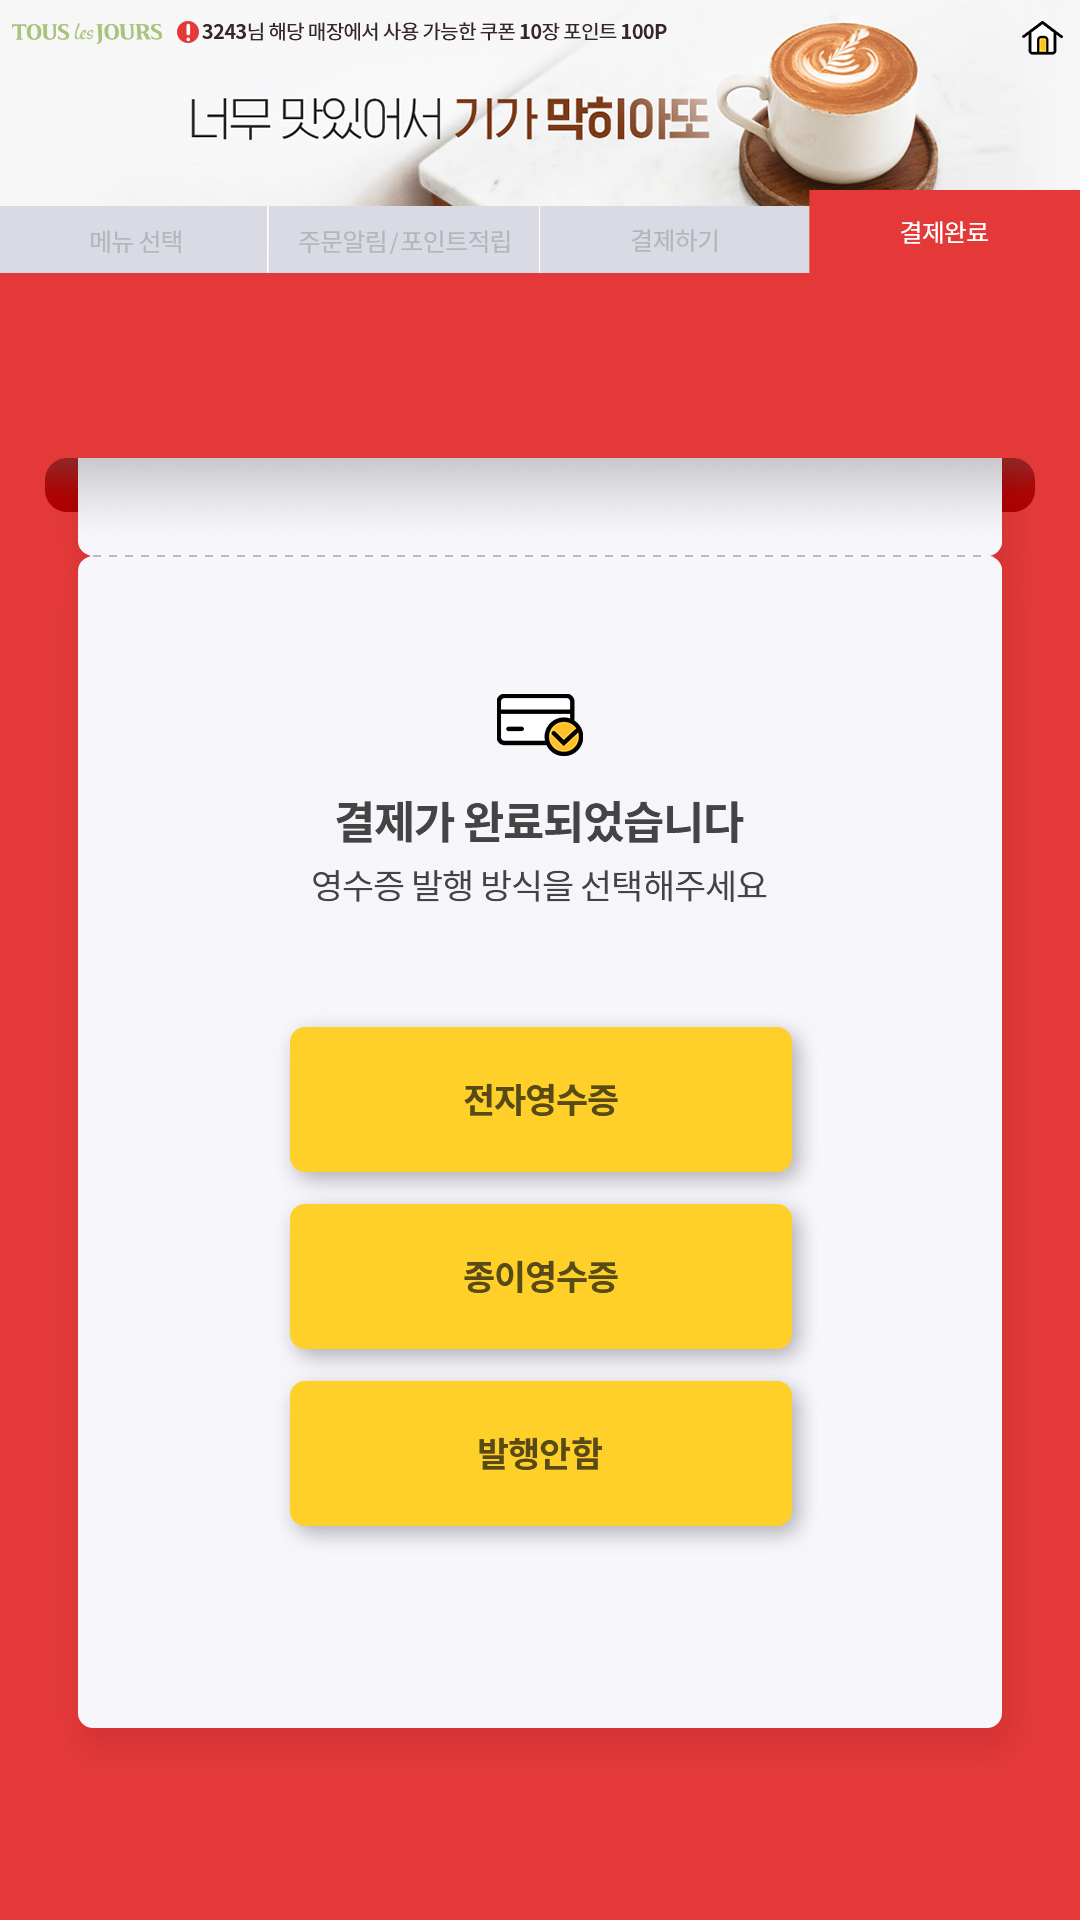 TOUS les JOURS 3243님 해당 매장에서 사용 가능한 쿠폰 10장 포인트 100P
너무 맛있어서 기가 막히아또
메뉴 선택 주문알림/포인트적립 결제하기 결제완료
결제가 완료되었습니다
영수증 발행 방식을 선택해주세요
전자영수증
종이영수증
발행안함